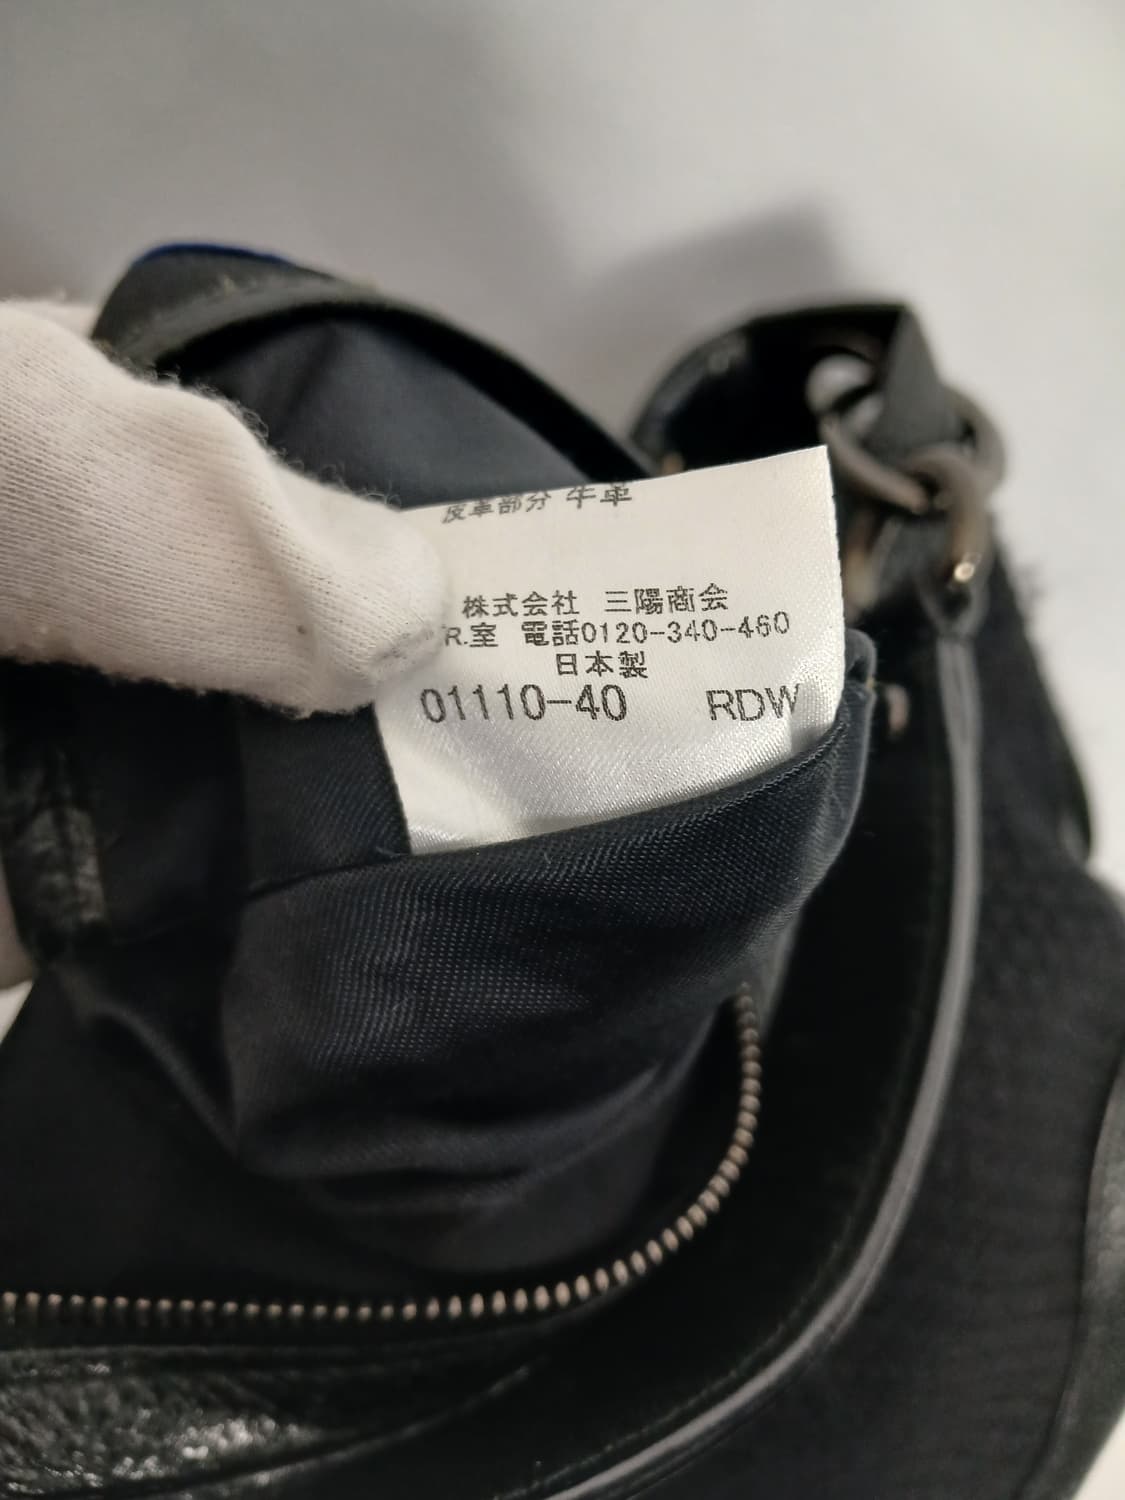 皮革部分 牛革
株式会社 三陽商会
R.室 電話0120-340-460
日本製
01110-40 RDW